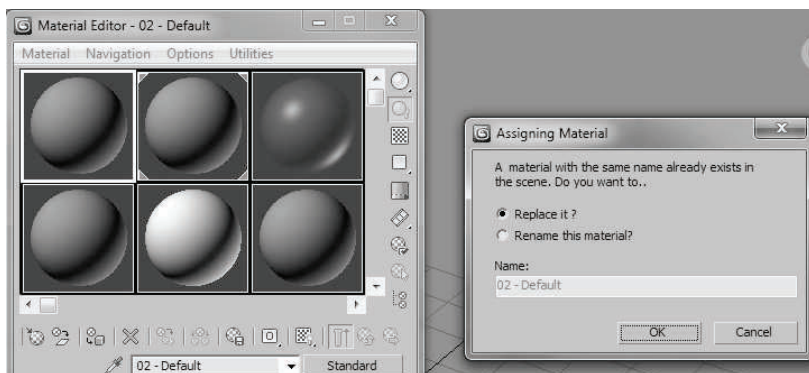 Material Editor - 02 - Default
Material Navigation Options Utilities
02 - Default
Standard
Assigning Material
A material with the same name already exists in
the scene. Do you want to..
Replace it ?
Rename this material?
Name:
02 - Default
OK
Cancel